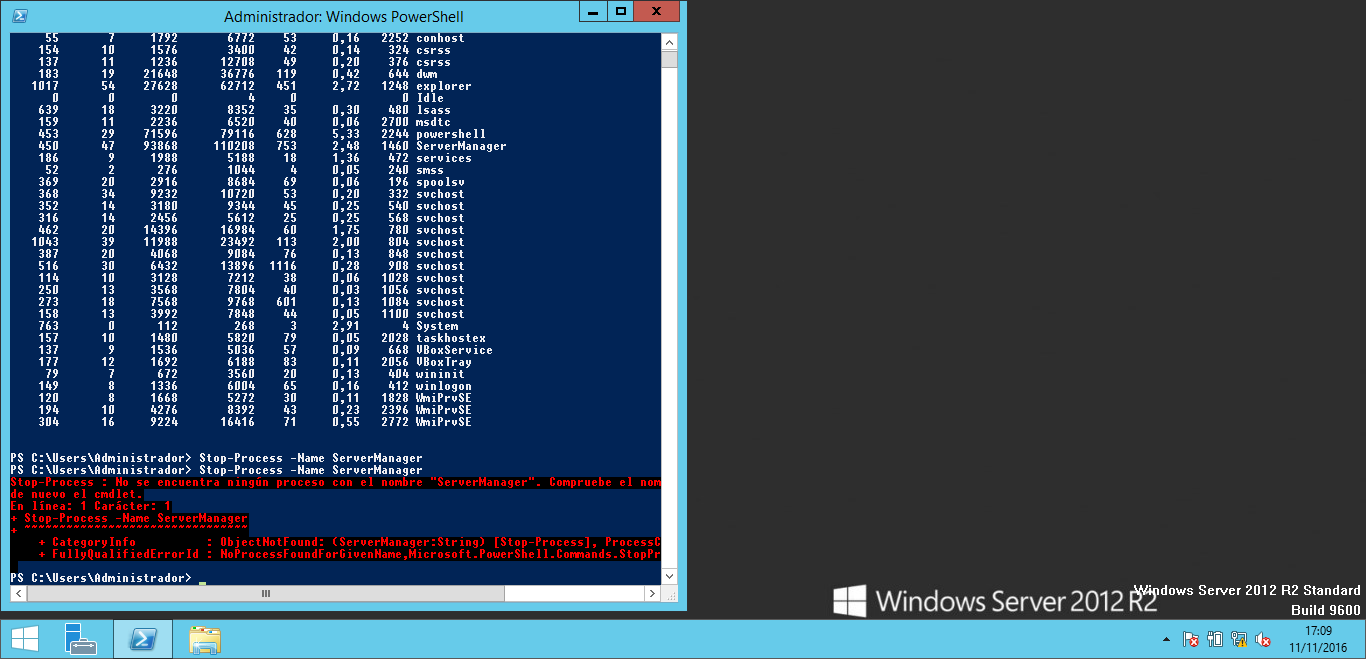 Administrador: Windows PowerShell
55 7 1792 6772 53 0,16 2252 conhost
154 10 1576 3400 42 0,14 324 csrss
137 11 1236 12708 49 0,20 376 csrss
183 19 21648 36776 119 0,42 644 dwm
1017 54 27628 62712 451 2,72 1248 explorer
0 0 0 4 0 0 Idle
639 18 3220 8352 35 0,30 480 lsass
159 11 2236 6520 40 0,06 2700 msdtc
453 29 71596 79116 628 5,33 2244 powershell
450 47 93868 110208 753 2,48 1460 ServerManager
186 9 1988 5188 18 1,36 472 services
52 2 276 1044 4 0,05 240 smss
369 20 2916 8684 69 0,06 196 spoolsv
368 34 9232 10720 53 0,20 332 svchost
352 14 3180 9344 45 0,25 540 svchost
316 14 2456 5612 25 0,25 568 svchost
462 20 14396 16984 60 1,75 780 svchost
1043 39 11988 23492 113 2,00 804 svchost
387 20 4068 9084 76 0,13 848 svchost
516 30 6432 13896 1116 0,28 908 svchost
114 10 3128 7212 38 0,06 1028 svchost
250 13 3568 7804 40 0,03 1056 svchost
273 18 7568 9768 601 0,13 1084 svchost
158 13 3992 7848 44 0,05 1100 svchost
763 0 112 268 3 2,91 4 System
157 10 1480 5820 79 0,05 2028 taskhostex
137 9 1536 5036 57 0,09 668 VBoxService
177 12 1692 6188 83 0,11 2056 VBoxTray
79 7 672 3560 20 0,13 404 wininit
149 8 1336 6004 65 0,16 412 winlogon
120 8 1668 5272 30 0,11 1828 WmiPrvSE
194 10 4276 8392 43 0,23 2396 WmiPrvSE
304 16 9224 16416 71 0,55 2772 WmiPrvSE
PS C:\Users\Administrador> Stop-Process -Name ServerManager
PS C:\Users\Administrador> Stop-Process -Name ServerManager
Stop-Process : No se encuentra ningún proceso con el nombre "ServerManager". Compruebe el nom
de nuevo el cmdlet.
En línea: 1 Carácter: 1
+ Stop-Process -Name ServerManager
+ ~~~~~~~~~~~~~~~~~~~~~~~~~~~~~~~~
+ CategoryInfo : ObjectNotFound: (ServerManager:String) [Stop-Process], ProcessC
+ FullyQualifiedErrorId : NoProcessFoundForGivenName,Microsoft.PowerShell.Commands.StopPr
PS C:\Users\Administrador>
Windows Server 2012 R2
Windows Server 2012 R2 Standard
Build 9600
17:09
11/11/2016